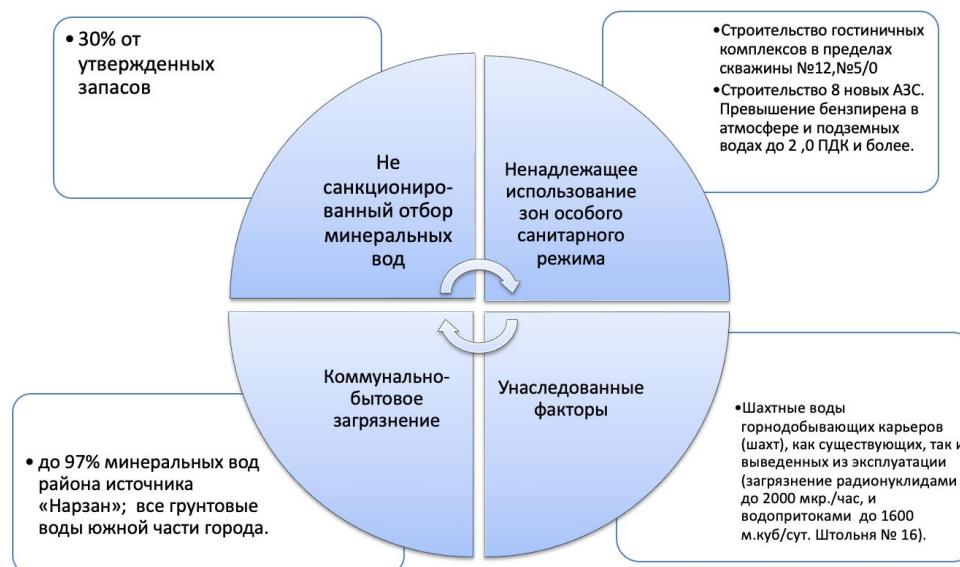 •30% от
утвержденных
запасов
Не
санкциониро-
ванный отбор
минеральных
вод
Ненадлежащее
использование
зон особого
санитарного
режима
•Строительство гостиничных
комплексов в пределах
скважины №12,№5/0
•Строительство 8 новых АЗС.
Превышение бензпирена в
атмосфере и подземных
водах до 2 ,0 ПДК и более.
Коммунально-
бытовое
загрязнение
Унаследованные
факторы
•до 97% минеральных вод
района источника
«Нарзан»; все грунтовые
воды южной части города.
•Шахтные воды
горнодобывающих карьеров
(шахт), как существующих, так и
выведенных из эксплуатации
(загрязнение радионуклидами
до 2000 мкр./час, и
водопритоками до 1600
м.куб/сут. Штольня № 16).